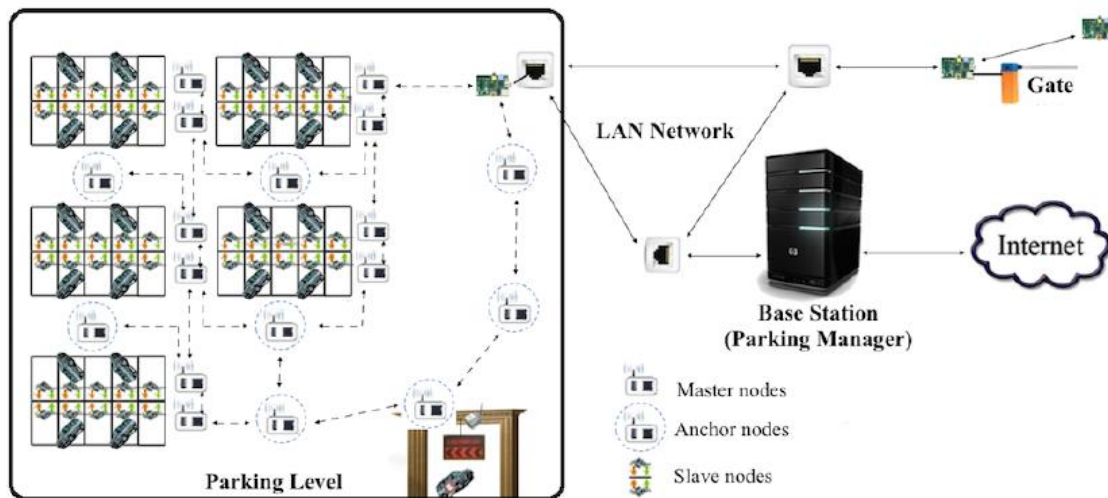 Gate
LAN Network
Internet
Base Station
(Parking Manager)
Master nodes
Anchor nodes
Slave nodes
Parking Level